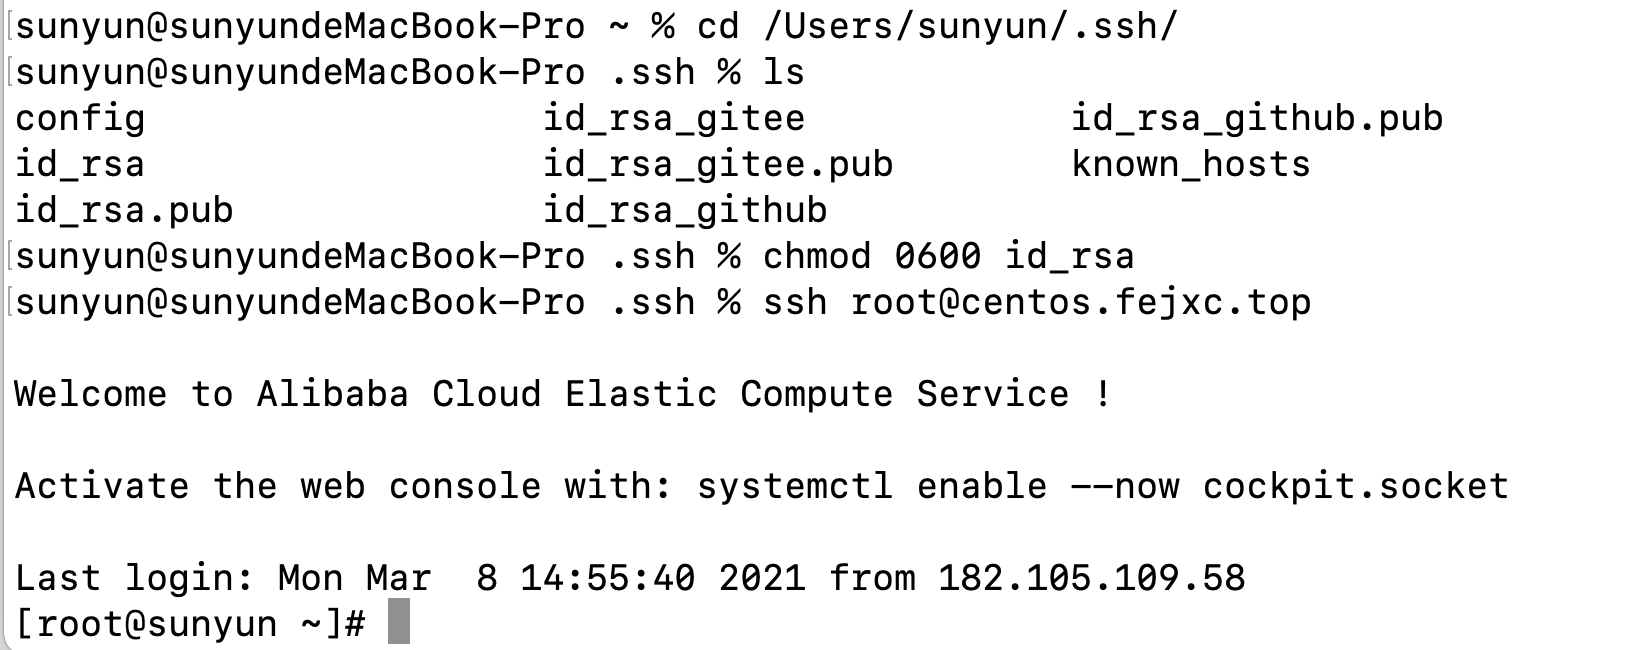 [sunyun@sunyundeMacBook-Pro ~ % cd /Users/sunyun/.ssh/
[sunyun@sunyundeMacBook-Pro .ssh % ls
config                  id_rsa_gitee            id_rsa_github.pub
id_rsa                  id_rsa_gitee.pub        known_hosts
id_rsa.pub              id_rsa_github
[sunyun@sunyundeMacBook-Pro .ssh % chmod 0600 id_rsa
[sunyun@sunyundeMacBook-Pro .ssh % ssh root@centos.fejxc.top
Welcome to Alibaba Cloud Elastic Compute Service !
Activate the web console with: systemctl enable --now cockpit.socket
Last login: Mon Mar  8 14:55:40 2021 from 182.105.109.58
[root@sunyun ~]#